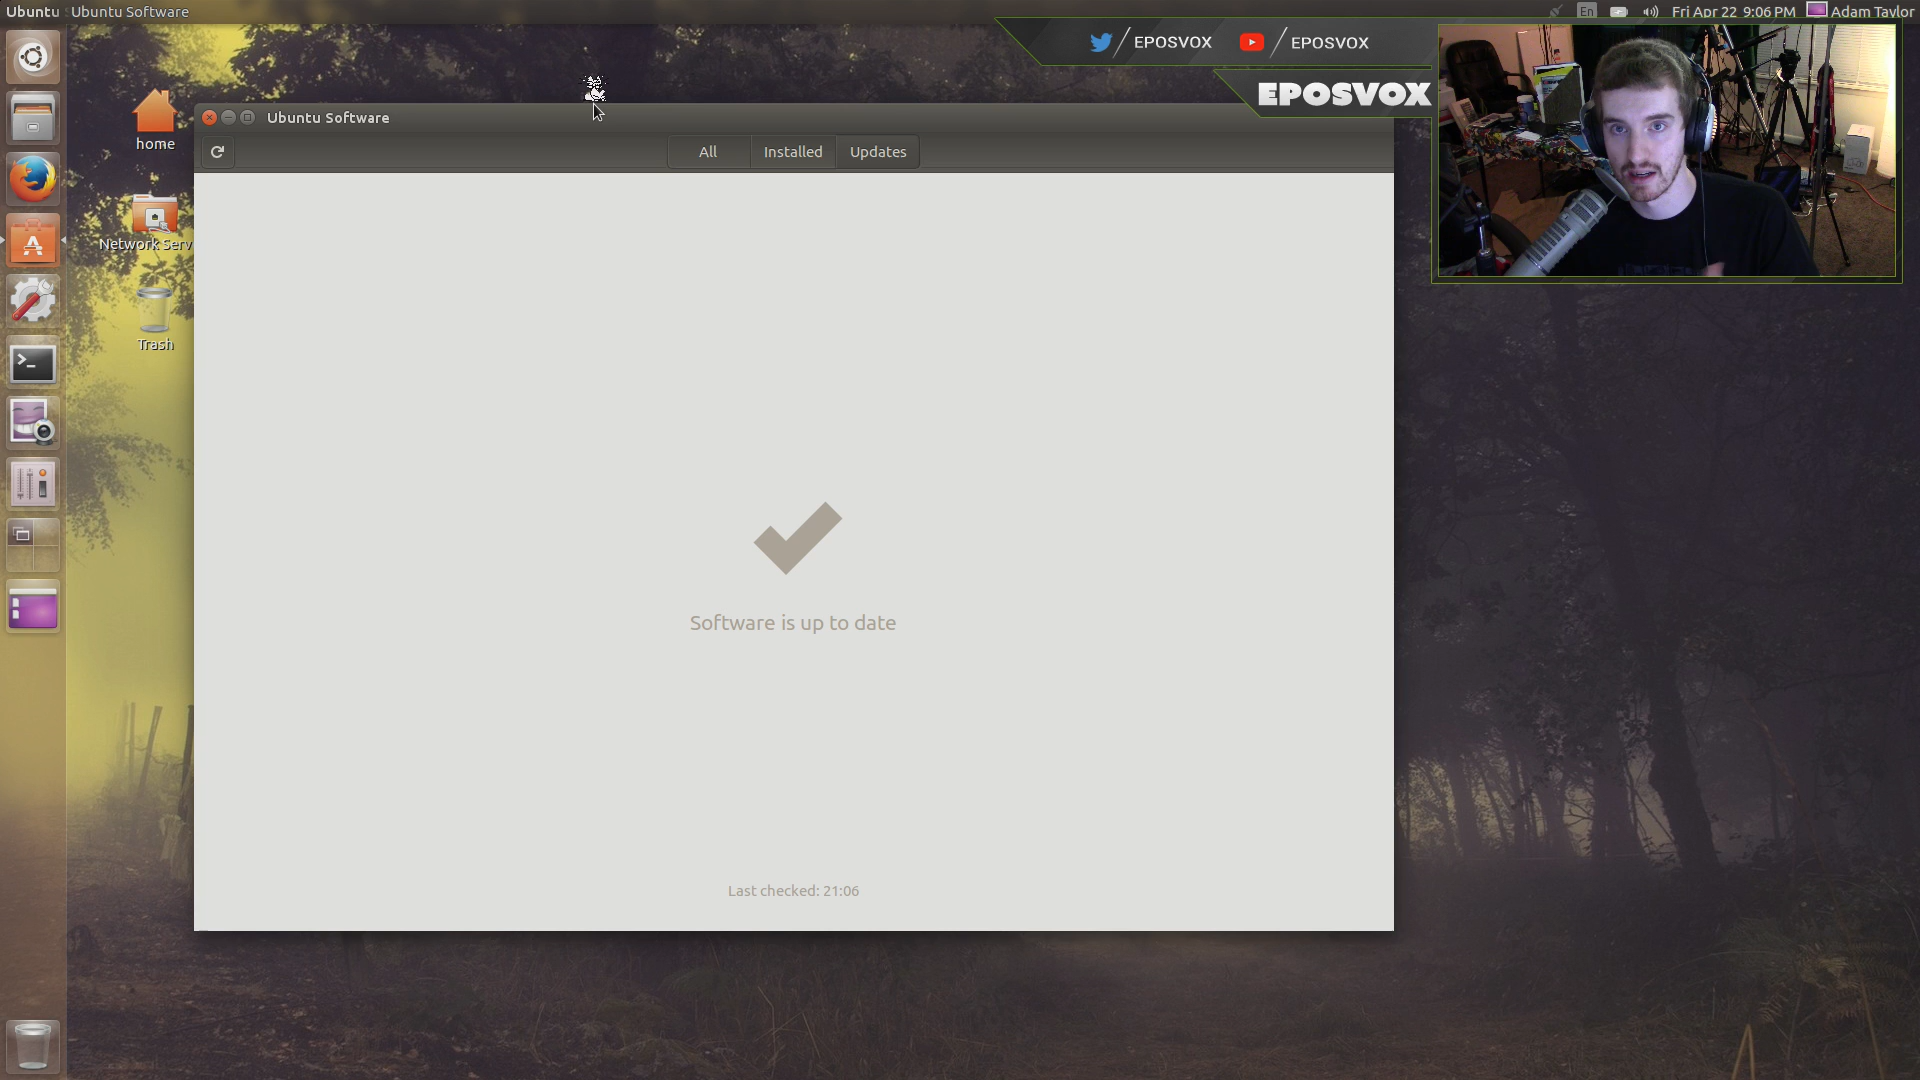 Ubuntu Ubuntu Software
En Fri Apr 22 9:06 PM Adam Taylor
EPOSVOX EPOSVOX
EPOSVOX
home
Network Serv
Trash
Ubuntu Software
All Installed Updates
Software is up to date
Last checked: 21:06